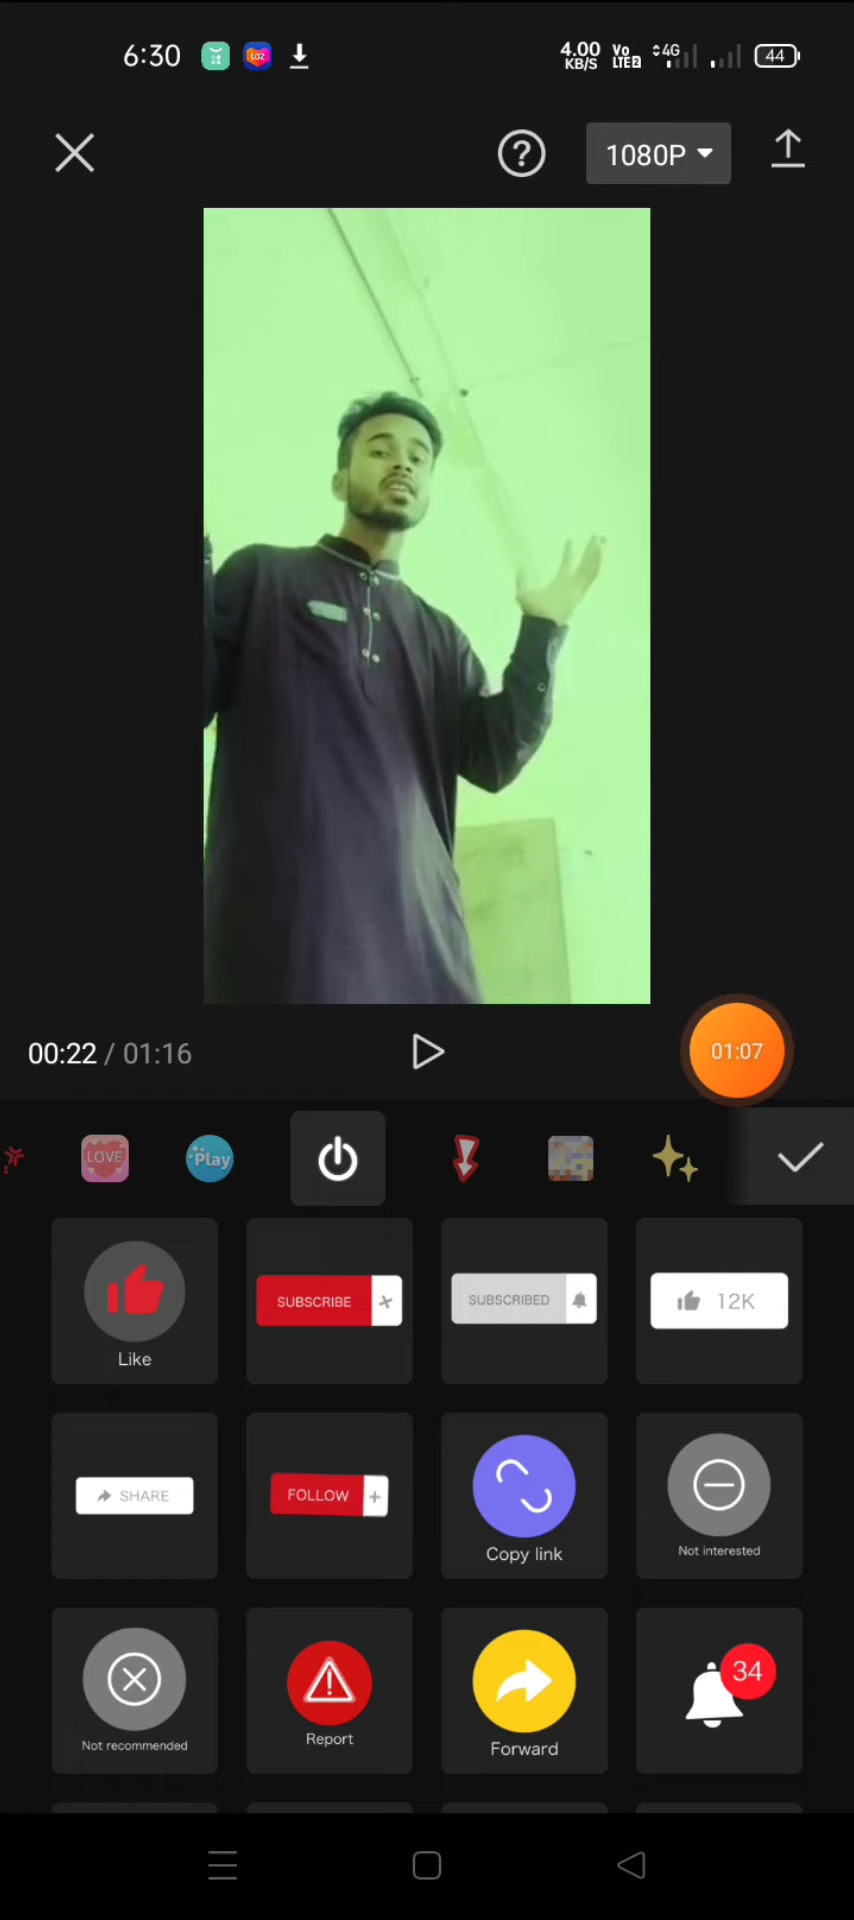 6:30 Laz 4.00 KB/S Vo LTE2 4G 44
? 1080P
00:22 / 01:16 01:07
LOVE Play
Like SUBSCRIBE SUBSCRIBED 12K
SHARE FOLLOW + Copy link Not interested
Not recommended Report Forward 34